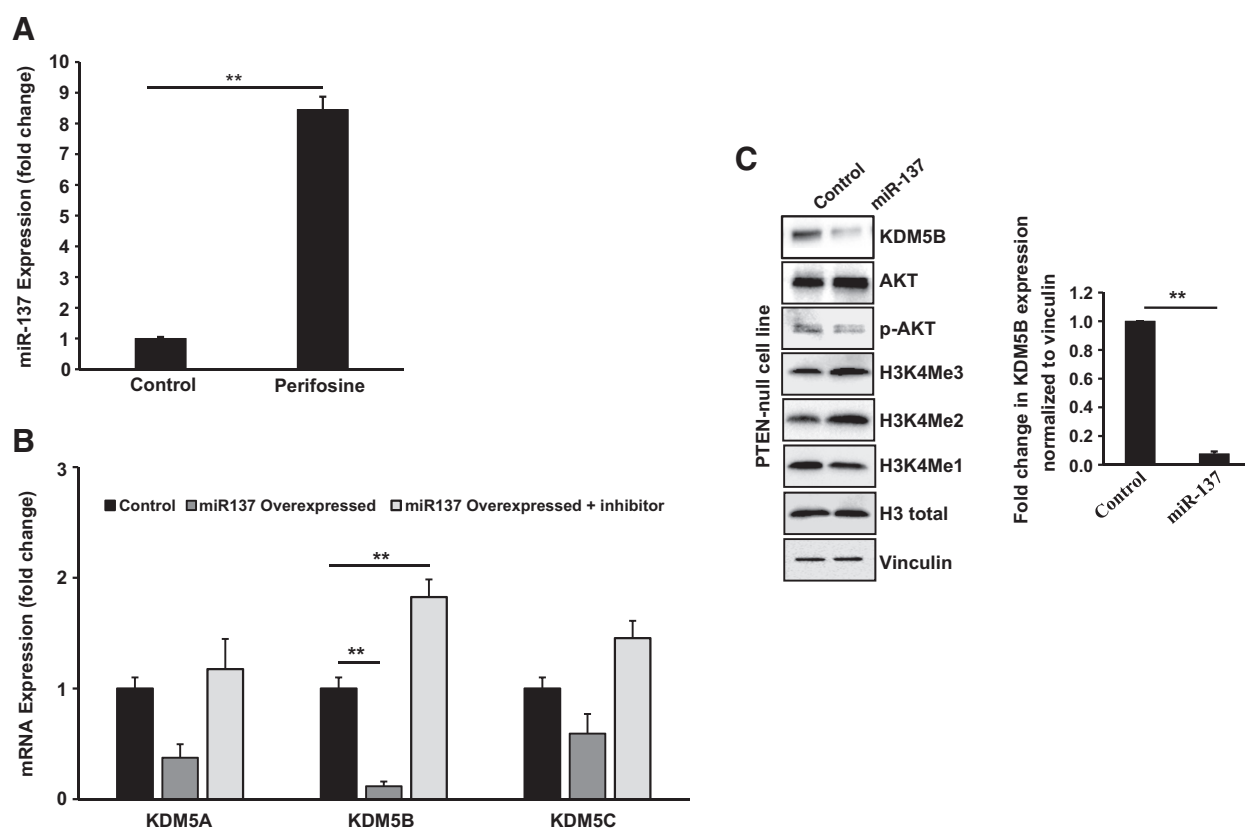 A
miR-137 Expression (fold change)
10
9
8
7
6
5
4
3
2
1
0
**
Control
Perifosine
B
mRNA Expression (fold change)
3
2
1
0
Control
miR137 Overexpressed
miR137 Overexpressed + inhibitor
**
**
KDM5A
KDM5B
KDM5C
C
Control
miR-137
PTEN-null cell line
KDM5B
AKT
p-AKT
H3K4Me3
H3K4Me2
H3K4Me1
H3 total
Vinculin
Fold change in KDM5B expression
normalized to vinculin
1.2
1.0
0.8
0.6
0.4
0.2
0.0
**
Control
miR-137